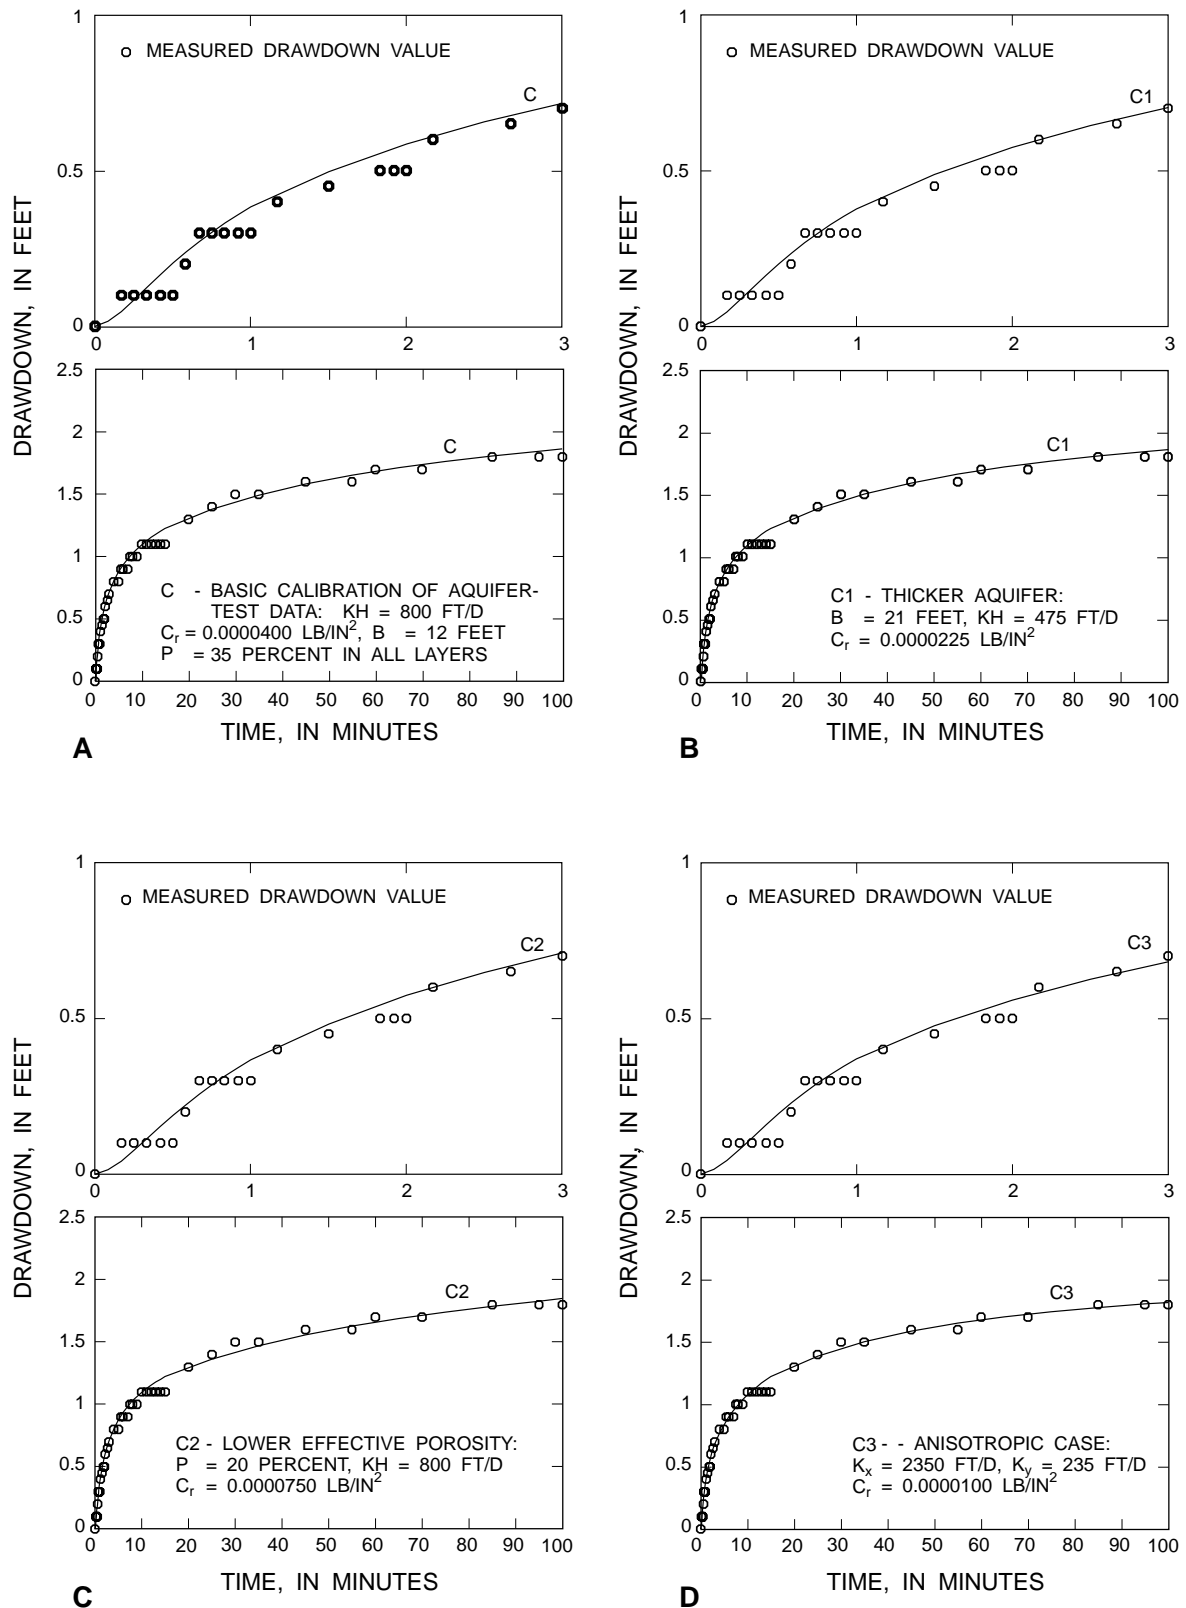 1
MEASURED DRAWDOWN VALUE
C
0.5
0
0 1 2 3
2.5
2
C
1.5
1
C - BASIC CALIBRATION OF AQUIFER-
TEST DATA: KH = 800 FT/D
0.5
Cr = 0.0000400 LB/IN2, B = 12 FEET
P = 35 PERCENT IN ALL LAYERS
0
0 10 20 30 40 50 60 70 80 90 100
DRAWDOWN, IN FEET
TIME, IN MINUTES
A
1
MEASURED DRAWDOWN VALUE
C1
0.5
0
0 1 2 3
2.5
2
C1
1.5
1
C1 - THICKER AQUIFER:
B = 21 FEET, KH = 475 FT/D
0.5
Cr = 0.0000225 LB/IN2
0
0 10 20 30 40 50 60 70 80 90 100
DRAWDOWN, IN FEET
TIME, IN MINUTES
B
1
MEASURED DRAWDOWN VALUE
C2
0.5
0
0 1 2 3
2.5
2
C2
1.5
1
C2 - LOWER EFFECTIVE POROSITY:
P = 20 PERCENT, KH = 800 FT/D
0.5
Cr = 0.0000750 LB/IN2
0
0 10 20 30 40 50 60 70 80 90 100
DRAWDOWN, IN FEET
TIME, IN MINUTES
C
1
MEASURED DRAWDOWN VALUE
C3
0.5
0
0 1 2 3
2.5
2
C3
1.5
1
C3 - - ANISOTROPIC CASE:
Kx = 2350 FT/D, Ky = 235 FT/D
0.5
Cr = 0.0000100 LB/IN2
0
0 10 20 30 40 50 60 70 80 90 100
DRAWDOWN, IN FEET
TIME, IN MINUTES
D